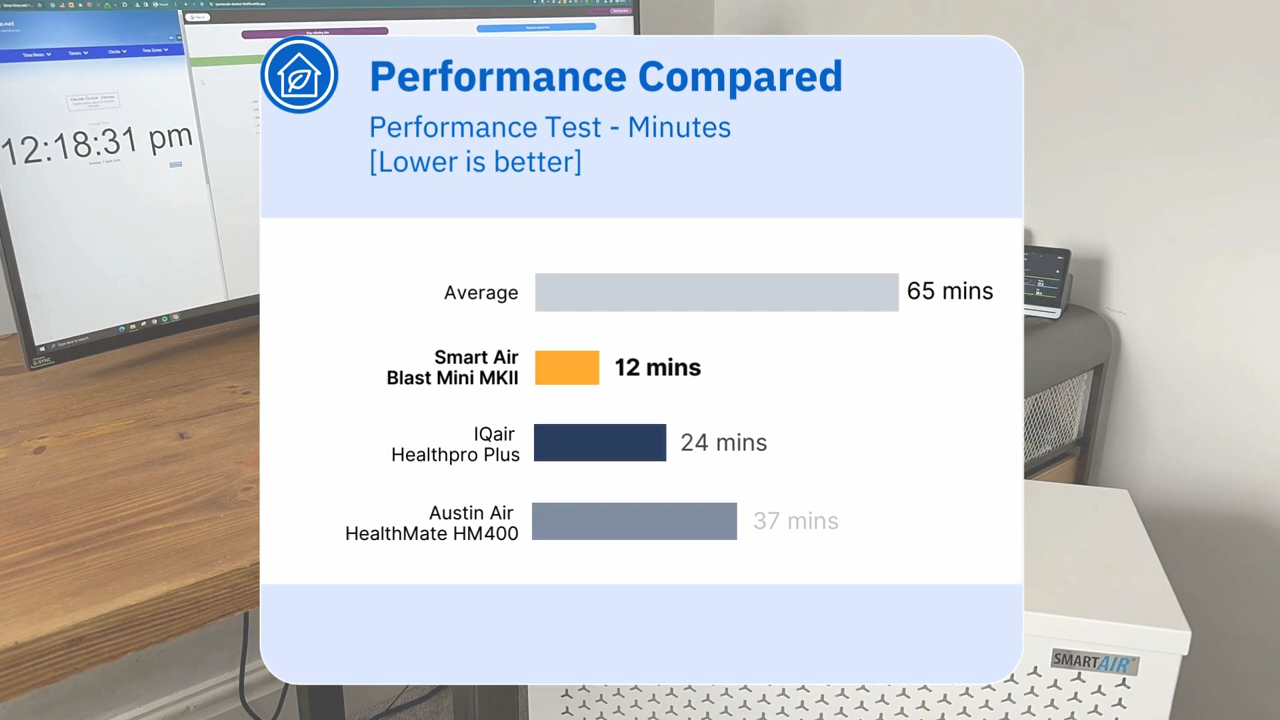 Performance Compared
Performance Test - Minutes
[Lower is better]
Average
65 mins
Smart Air
Blast Mini MKII
12 mins
IQair
Healthpro Plus
24 mins
Austin Air
HealthMate HM400
37 mins
12:18:31 pm
SMARTAIR
G-SYNC